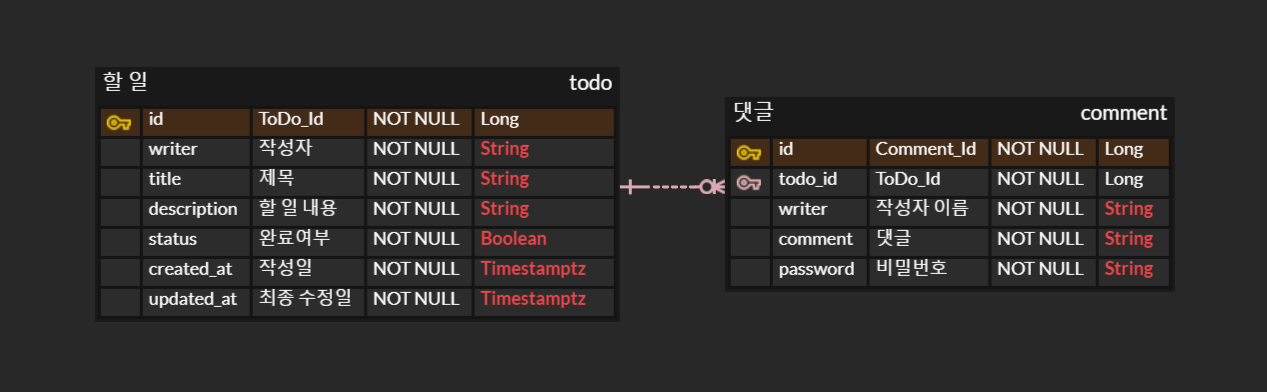 할 일 todo
id ToDo_Id NOT NULL Long
writer 작성자 NOT NULL String
title 제목 NOT NULL String
description 할 일 내용 NOT NULL String
status 완료여부 NOT NULL Boolean
created_at 작성일 NOT NULL Timestamptz
updated_at 최종 수정일 NOT NULL Timestamptz
댓글 comment
id Comment_Id NOT NULL Long
todo_id ToDo_Id NOT NULL Long
writer 작성자 이름 NOT NULL String
comment 댓글 NOT NULL String
password 비밀번호 NOT NULL String